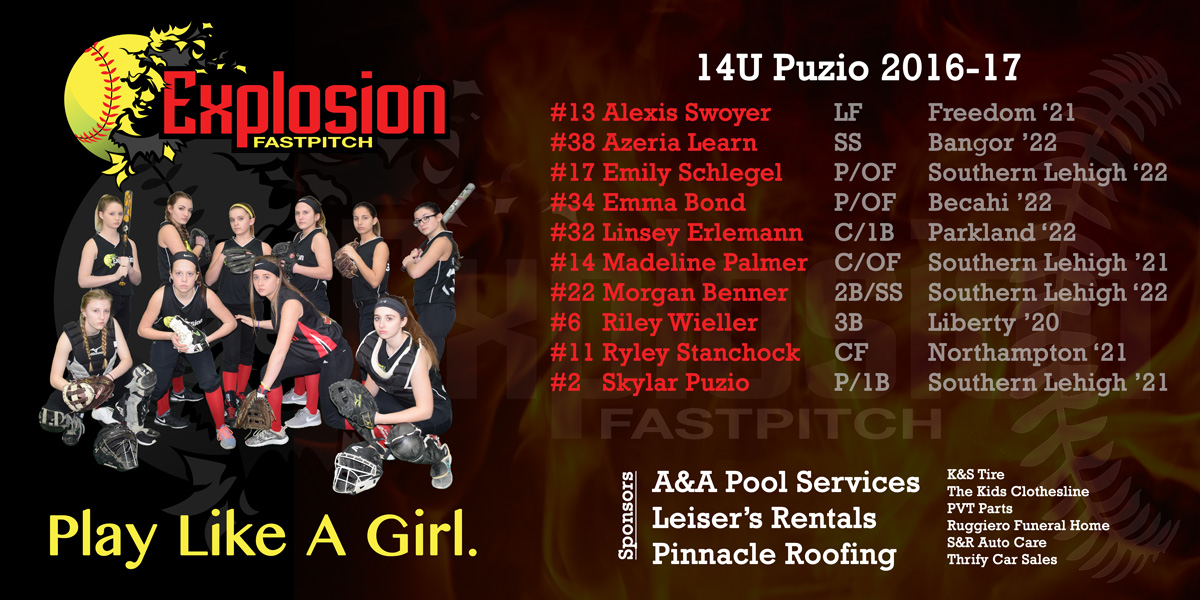 Explosion
FASTPITCH
14U Puzio 2016-17
#13 Alexis Swoyer LF Freedom ‘21
#38 Azeria Learn SS Bangor ’22
#17 Emily Schlegel P/OF Southern Lehigh ‘22
#34 Emma Bond P/OF Becahi ’22
#32 Linsey Erlemann C/1B Parkland ‘22
#14 Madeline Palmer C/OF Southern Lehigh ’21
#22 Morgan Benner 2B/SS Southern Lehigh ‘22
#6 Riley Wieller 3B Liberty ’20
#11 Ryley Stanchock CF Northampton ‘21
#2 Skylar Puzio P/1B Southern Lehigh ‘21
Explosion
FASTPITCH
Play Like A Girl.
Sponsors
A&A Pool Services
Leiser’s Rentals
Pinnacle Roofing
K&S Tire
The Kids Clothesline
PVT Parts
Ruggiero Funeral Home
S&R Auto Care
Thrify Car Sales